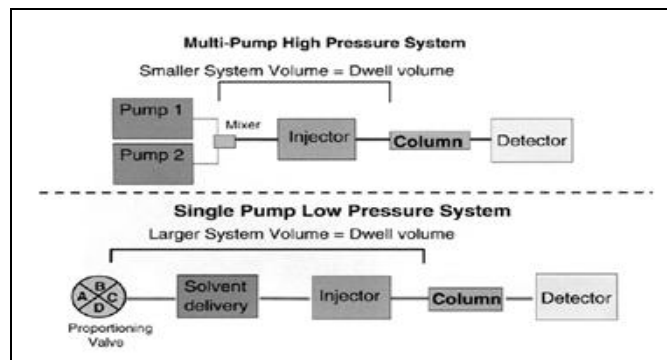 Multi-Pump High Pressure System
Smaller System Volume = Dwell volume
Pump 1
Mixer
Injector
Column
Detector
Pump 2
Single Pump Low Pressure System
Larger System Volume = Dwell volume
A B C D
Solvent
delivery
Injector
Column
Detector
Proportioning
Valve